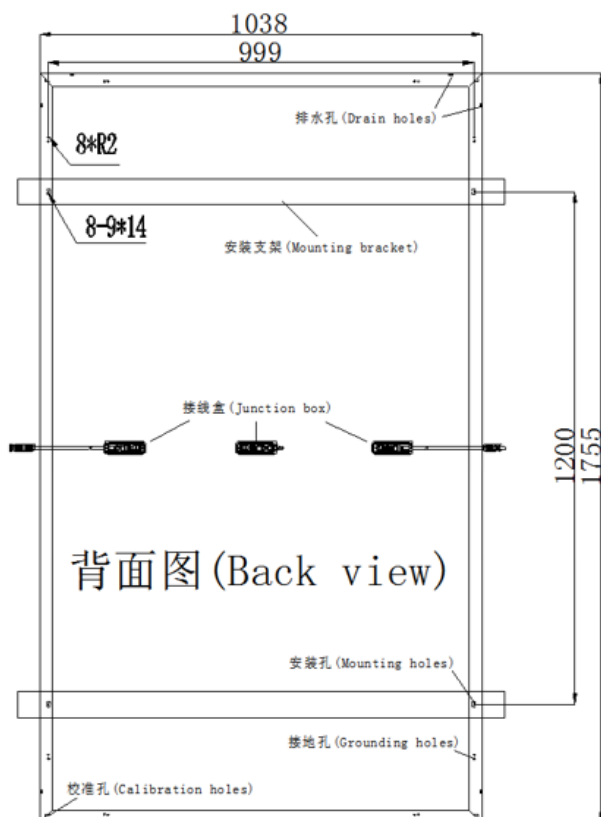 1038
999
排水孔(Drain holes)
8*R2
8-9*14
安装支架(Mounting bracket)
接线盒(Junction box)
1200
1755
背面图(Back view)
安装孔(Mounting holes)
接地孔(Grounding holes)
校准孔(Calibration holes)